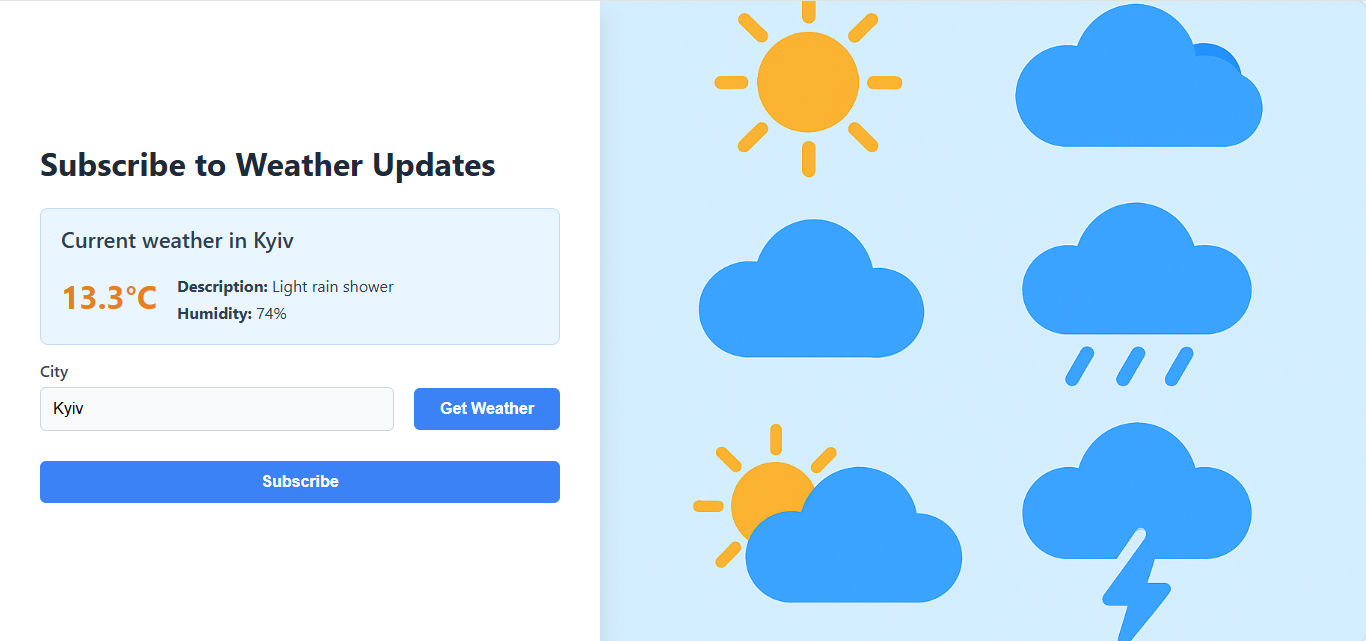 Subscribe to Weather Updates
Current weather in Kyiv
13.3°C
Description: Light rain shower
Humidity: 74%
City
Kyiv
Get Weather
Subscribe